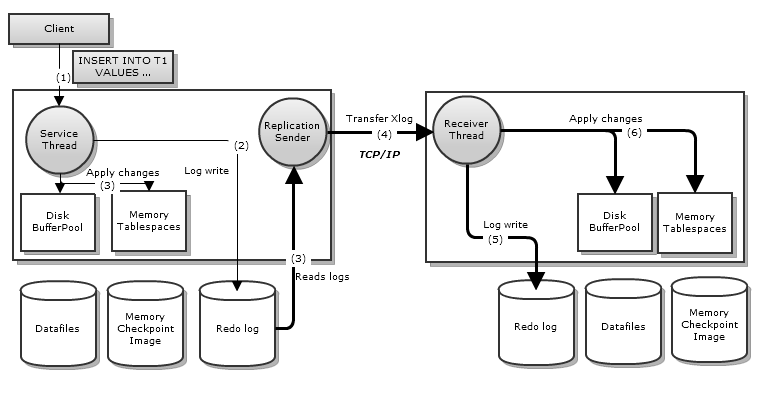 Client
INSERT INTO T1
VALUES ...
(1)
Service
Thread
(2)
Log write
Apply changes
(3)
Disk
BufferPool
Memory
Tablespaces
Replication
Sender
(3)
Reads logs
Datafiles
Memory
Checkpoint
Image
Redo log
Transfer Xlog
(4)
TCP/IP
Receiver
Thread
Apply changes
(6)
Log write
(5)
Disk
BufferPool
Memory
Tablespaces
Redo log
Datafiles
Memory
Checkpoint
Image